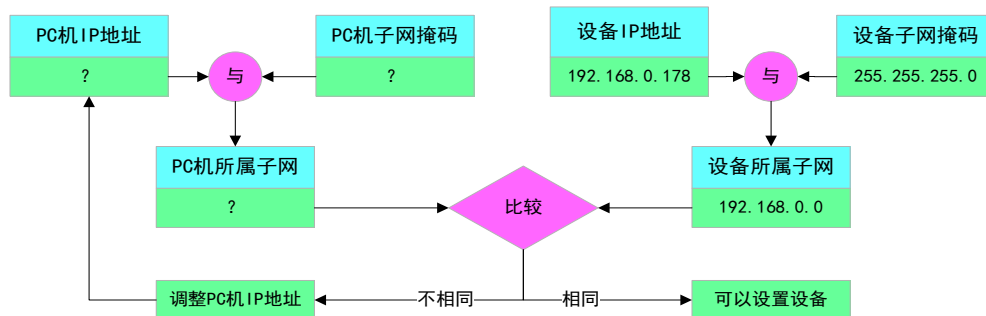 PC机IP地址
?
与
PC机子网掩码
?
设备IP地址
192.168.0.178
与
设备子网掩码
255.255.255.0
PC机所属子网
?
比较
设备所属子网
192.168.0.0
调整PC机IP地址
不相同
相同
可以设置设备